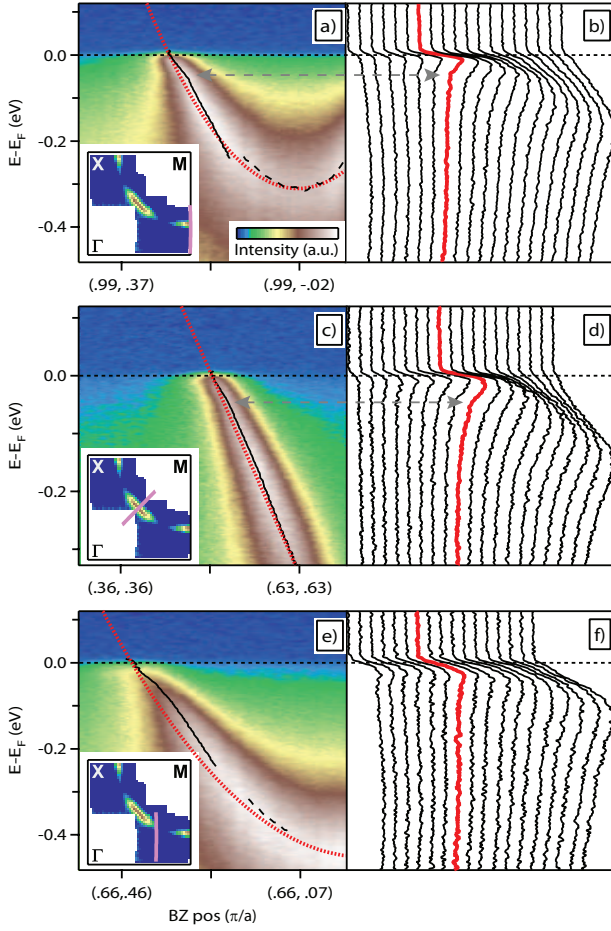 a)
b)
0.0
-0.2
-0.4
E-E_F (eV)
X
M
Γ
Intensity (a.u.)
(.99, .37)
(.99, -.02)
c)
d)
0.0
-0.2
E-E_F (eV)
X
M
Γ
(.36, .36)
(.63, .63)
e)
f)
0.0
-0.2
-0.4
E-E_F (eV)
X
M
Γ
(.66,.46)
(.66, .07)
BZ pos (π/a)